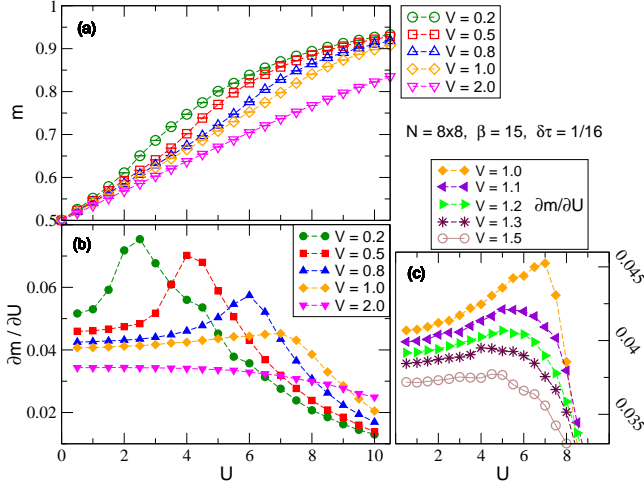 (a)
1
0.9
0.8
0.7
0.6
0.5
m
V = 0.2
V = 0.5
V = 0.8
V = 1.0
V = 2.0
N = 8x8, β = 15, δτ = 1/16
(b)
0.06
0.04
0.02
∂m / ∂U
V = 0.2
V = 0.5
V = 0.8
V = 1.0
V = 2.0
0 2 4 6 8 10
U
V = 1.0
V = 1.1
V = 1.2
V = 1.3
V = 1.5
∂m/∂U
(c)
0.045
0.04
0.035
0 2 4 6 8
U